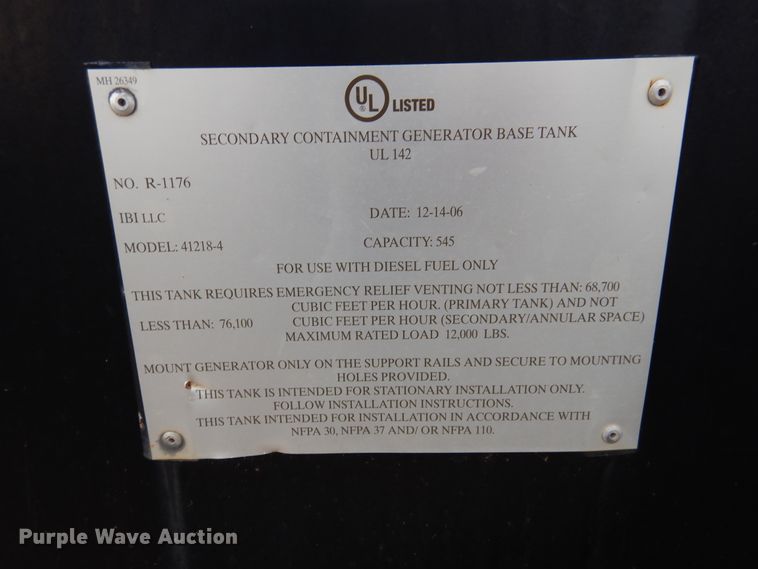 MH 26349
UL® LISTED
SECONDARY CONTAINMENT GENERATOR BASE TANK
UL 142
NO. R-1176
IBI LLC DATE: 12-14-06
MODEL: 41218-4 CAPACITY: 545
FOR USE WITH DIESEL FUEL ONLY
THIS TANK REQUIRES EMERGENCY RELIEF VENTING NOT LESS THAN: 68,700
CUBIC FEET PER HOUR. (PRIMARY TANK) AND NOT
LESS THAN: 76,100 CUBIC FEET PER HOUR (SECONDARY/ANNULAR SPACE)
MAXIMUM RATED LOAD 12,000 LBS.
MOUNT GENERATOR ONLY ON THE SUPPORT RAILS AND SECURE TO MOUNTING
HOLES PROVIDED.
THIS TANK IS INTENDED FOR STATIONARY INSTALLATION ONLY.
FOLLOW INSTALLATION INSTRUCTIONS.
THIS TANK INTENDED FOR INSTALLATION IN ACCORDANCE WITH
NFPA 30, NFPA 37 AND/ OR NFPA 110.
Purple Wave Auction